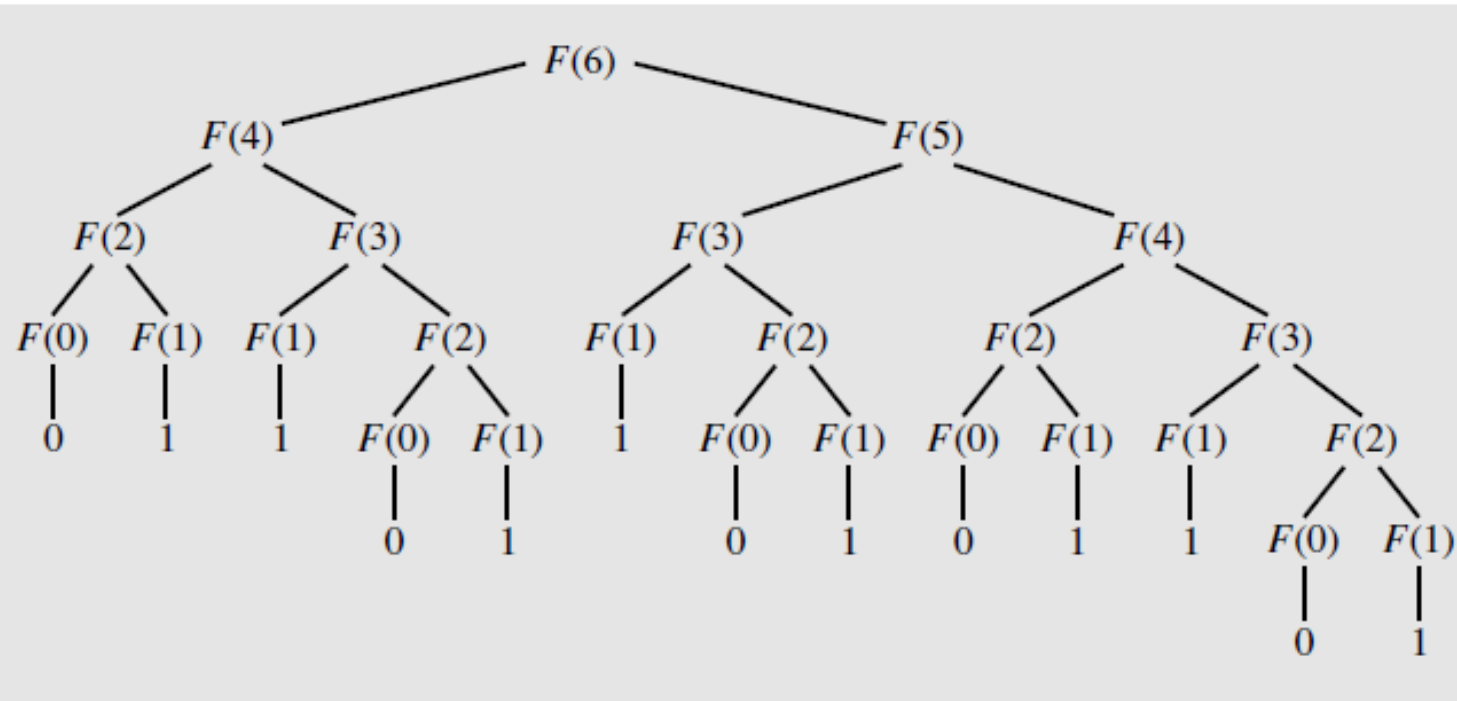 F(6)
F(4) F(5)
F(2) F(3) F(3) F(4)
F(0) F(1) F(1) F(2) F(1) F(2) F(2) F(3)
0 1 1 F(0) F(1) 1 F(0) F(1) F(0) F(1) F(1) F(2)
0 1 0 1 0 1 1 F(0) F(1)
0 1